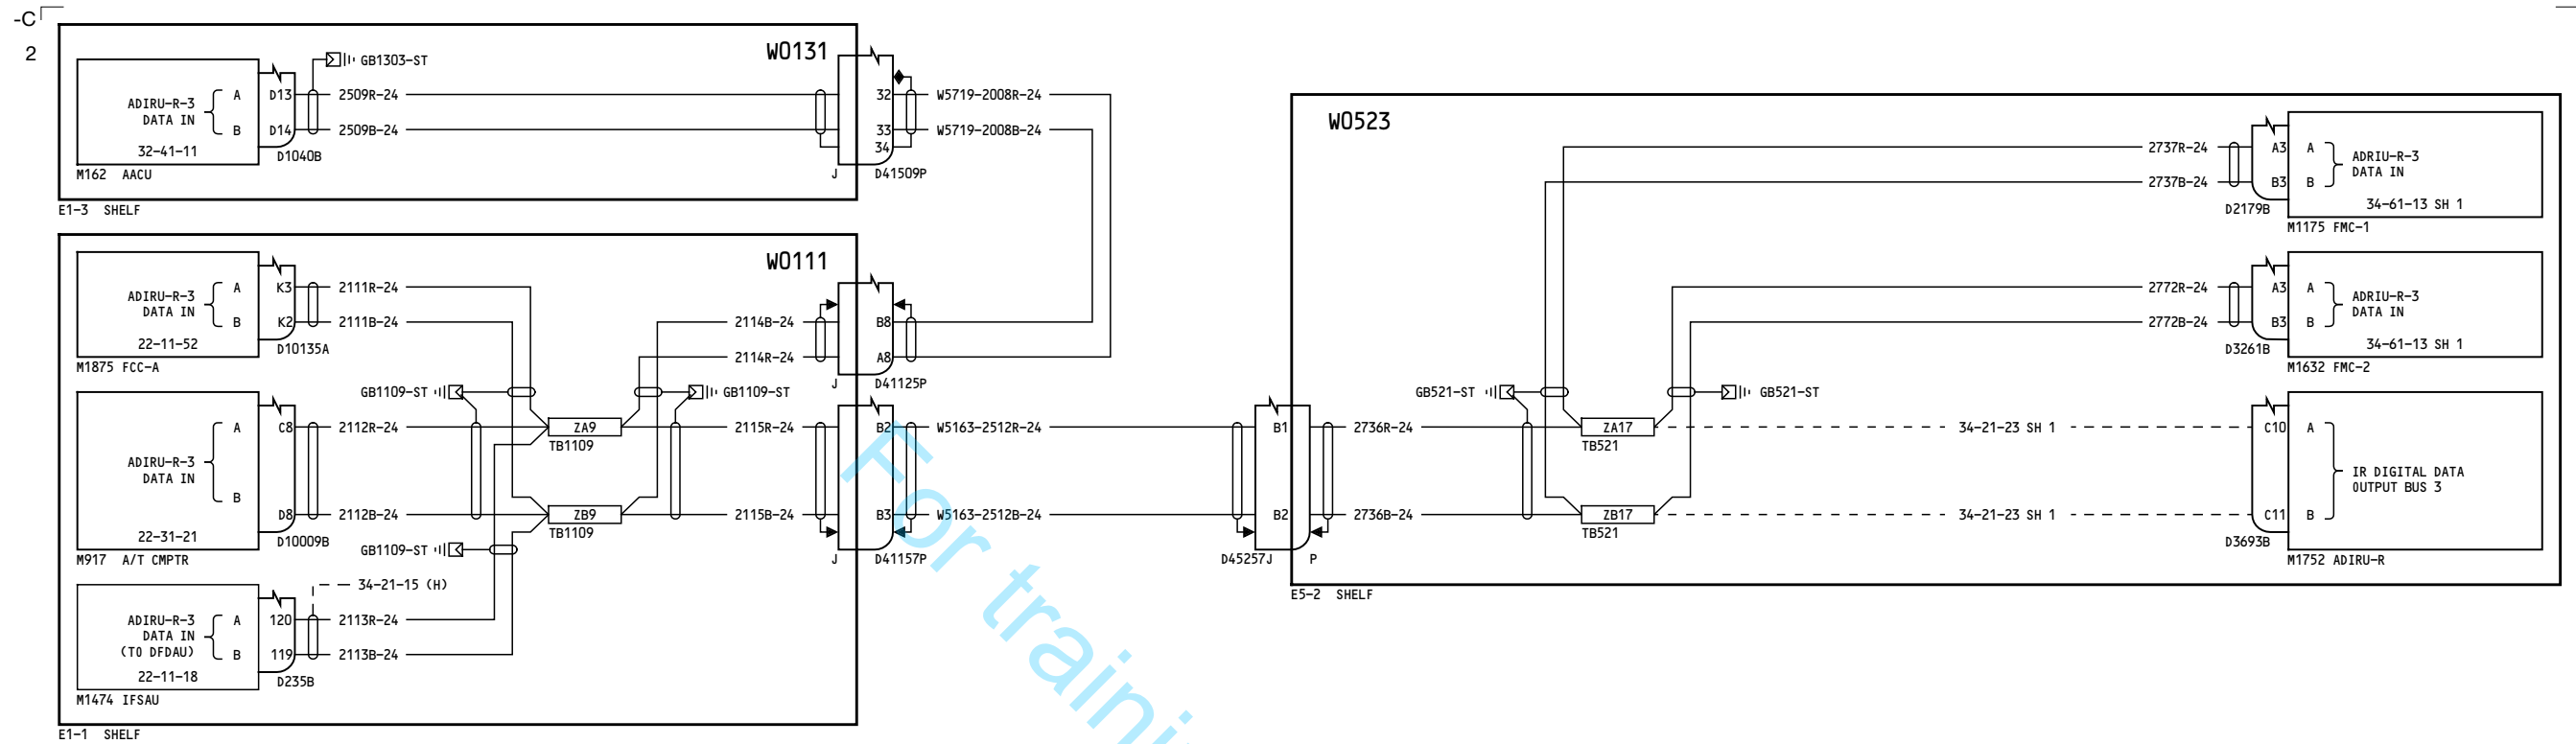 -C
2
W0131
GB1303-ST
ADIRU-R-3
DATA IN
A
B
D13
D14
2509R-24
2509B-24
32-41-11
D1040B
M162 AACU
E1-3 SHELF
32
33
34
J
D41509P
W5719-2008R-24
W5719-2008B-24
W0111
ADIRU-R-3
DATA IN
A
B
K3
K2
2111R-24
2111B-24
22-11-52
D10135A
M1875 FCC-A
2114B-24
2114R-24
B8
A8
J
D41125P
GB1109-ST
GB1109-ST
ADIRU-R-3
DATA IN
A
B
C8
D8
2112R-24
2112B-24
22-31-21
D10009B
M917 A/T CMPTR
ZA9
TB1109
ZB9
TB1109
2115R-24
2115B-24
B2
B3
J
D41157P
W5163-2512R-24
W5163-2512B-24
GB1109-ST
34-21-15 (H)
ADIRU-R-3
DATA IN
(TO DFDAU)
A
B
120
119
2113R-24
2113B-24
22-11-18
D235B
M1474 IFSAU
E1-1 SHELF
W0523
2737R-24
2737B-24
A3
B3
A
B
ADRIU-R-3
DATA IN
34-61-13 SH 1
D2179B
M1175 FMC-1
2772R-24
2772B-24
A3
B3
A
B
ADRIU-R-3
DATA IN
34-61-13 SH 1
D3261B
M1632 FMC-2
GB521-ST
GB521-ST
B1
B2
D45257J
P
2736R-24
2736B-24
ZA17
TB521
ZB17
TB521
34-21-23 SH 1
34-21-23 SH 1
C10
C11
A
B
IR DIGITAL DATA
OUTPUT BUS 3
D3693B
M1752 ADIRU-R
E5-2 SHELF